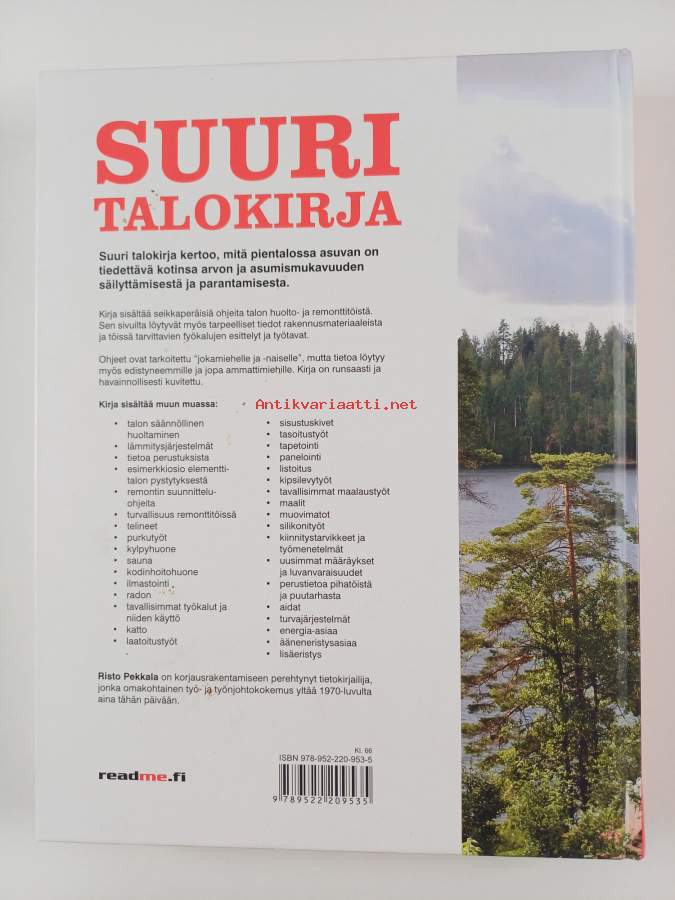 SUURI
TALOKIRJA
Suuri talokirja kertoo, mitä pientalossa asuvan on
tiedettävä kotinsa arvon ja asumismukavuuden
säilyttämisestä ja parantamisesta.
Kirja sisältää seikkaperäisiä ohjeita talon huolto- ja remonttitöistä.
Sen sivuilta löytyvät myös tarpeelliset tiedot rakennusmateriaaleista
ja töissä tarvittavien työkalujen esittelyt ja työtavat.
Ohjeet ovat tarkoitettu "jokamiehelle ja -naiselle", mutta tietoa löytyy
myös edistyneemmille ja jopa ammattimiehille. Kirja on runsaasti ja
havainnollisesti kuvitettu.
Antikvariaatti.net
Kirja sisältää muun muassa:
• talon säännöllinen
huoltaminen
• lämmitysjärjestelmät
• tietoa perustuksista
• esimerkkiosio elementti-
talon pystytyksestä
• remontin suunnittelu-
ohjeita
• turvallisuus remonttitöissä
• telineet
• purkutyöt
• kylpyhuone
• sauna
• kodinhoitohuone
• ilmastointi
• radon
• tavallisimmat työkalut ja
niiden käyttö
• katto
• laatoitustyöt
• sisustuskivet
• tasoitustyöt
• tapetointi
• panelointi
• listoitus
• kipsilevytyöt
• tavallisimmat maalaustyöt
• maalit
• muovimatot
• silikonityöt
• kiinnitystarvikkeet ja
työmenetelmät
• uusimmat määräykset
ja luvanvaraisuudet
• perustietoa pihatöistä
ja puutarhasta
• aidat
• turvajärjestelmät
• energia-asiaa
• ääneneristysasiaa
• lisäeristys
Risto Pekkala on korjausrakentamiseen perehtynyt tietokirjailija,
jonka omakohtainen työ- ja työnjohtokokemus yltää 1970-luvulta
aina tähän päivään.
Kl. 66
ISBN 978-952-220-953-5
9 789522 209535
readme.fi